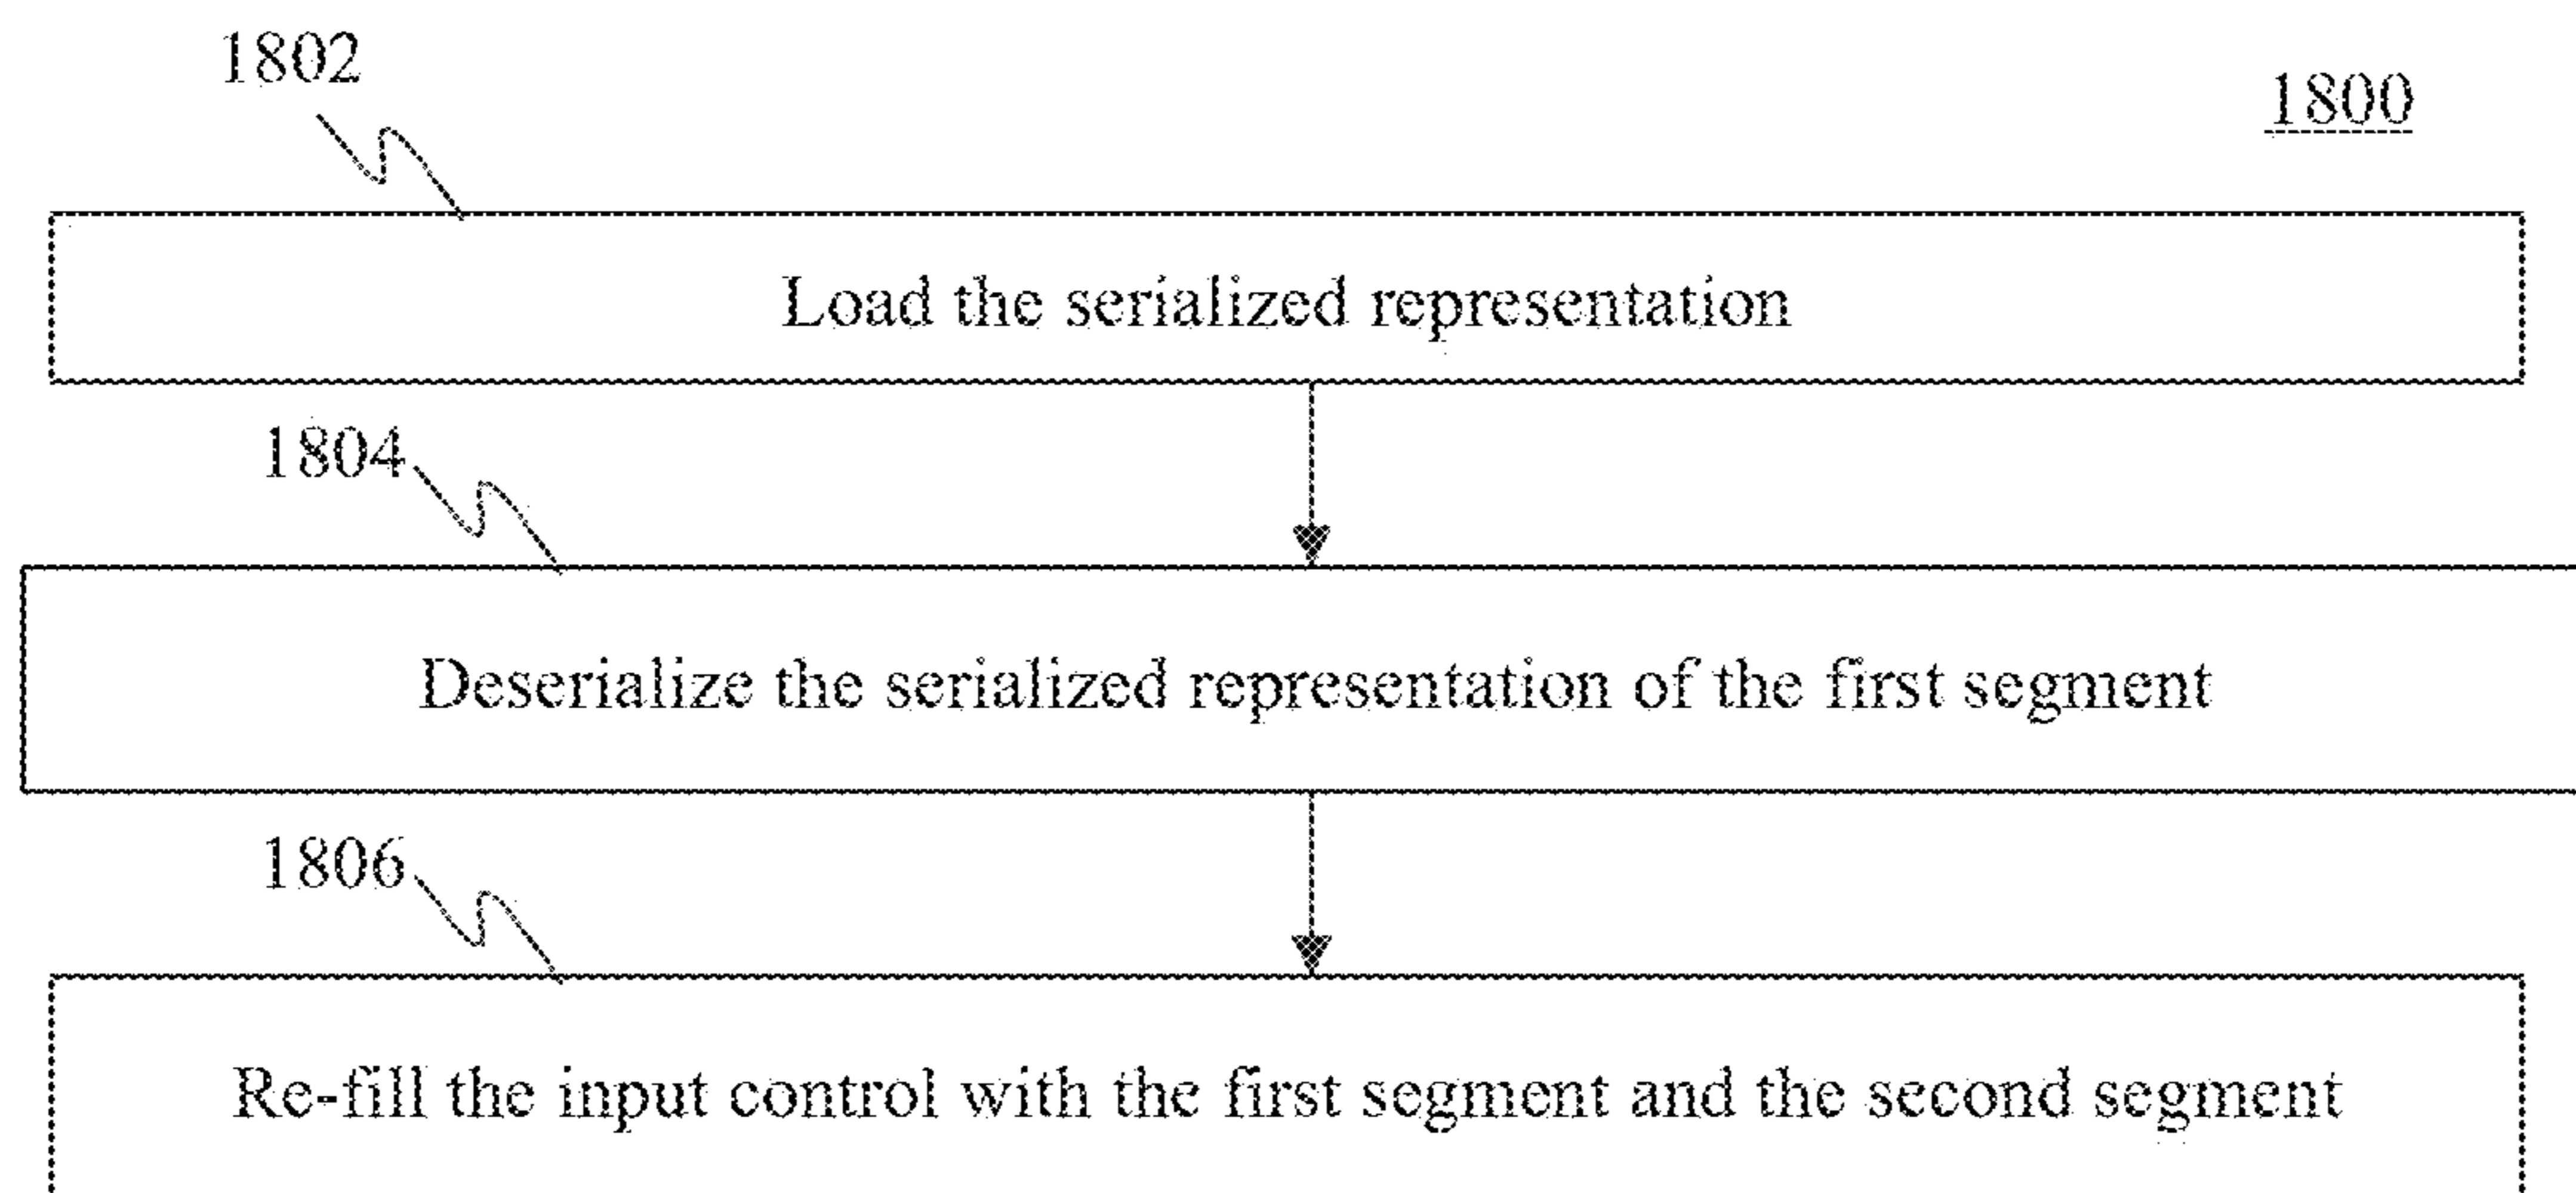 1802
1800
Load the serialized representation
1804
Deserialize the serialized representation of the first segment
1806
Re-fill the input control with the first segment and the second segment